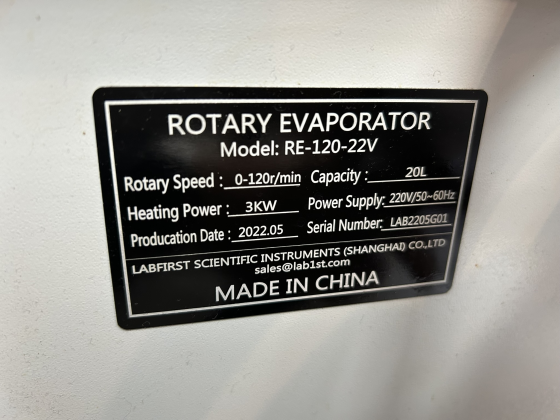 ROTARY EVAPORATOR
Model: RE-120-22V
Rotary Speed : 0-120r/min Capacity : 20L
Heating Power : 3KW Power Supply: 220V/50~60Hz
Producation Date : 2022.05 Serial Number: LAB2205G01
LABFIRST SCIENTIFIC INSTRUMENTS (SHANGHAI) CO.,LTD
sales@lab1st.com
MADE IN CHINA